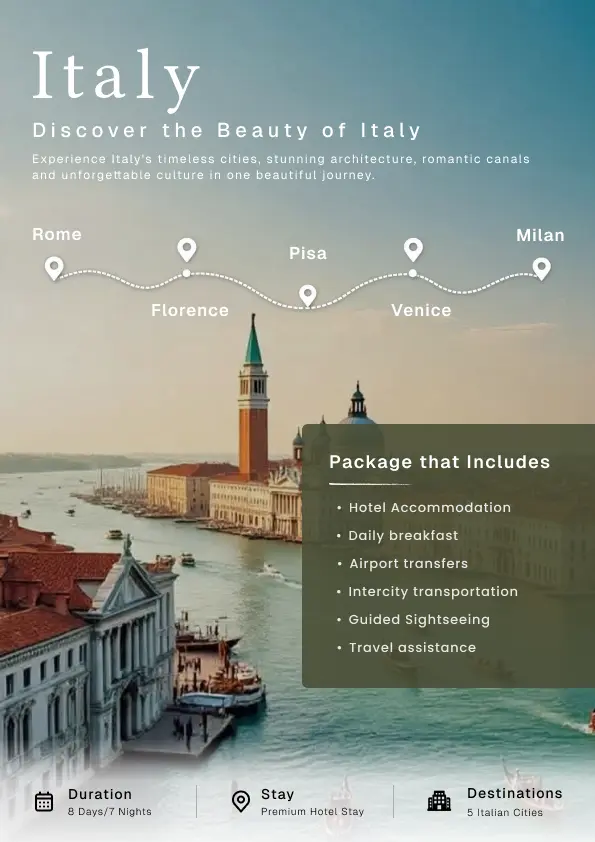 Italy
Discover the Beauty of Italy
Experience Italy's timeless cities, stunning architecture, romantic canals
and unforgettable culture in one beautiful journey.
Rome
Florence
Pisa
Venice
Milan
Package that Includes
• Hotel Accommodation
• Daily breakfast
• Airport transfers
• Intercity transportation
• Guided Sightseeing
• Travel assistance
Duration
8 Days/7 Nights
Stay
Premium Hotel Stay
Destinations
5 Italian Cities